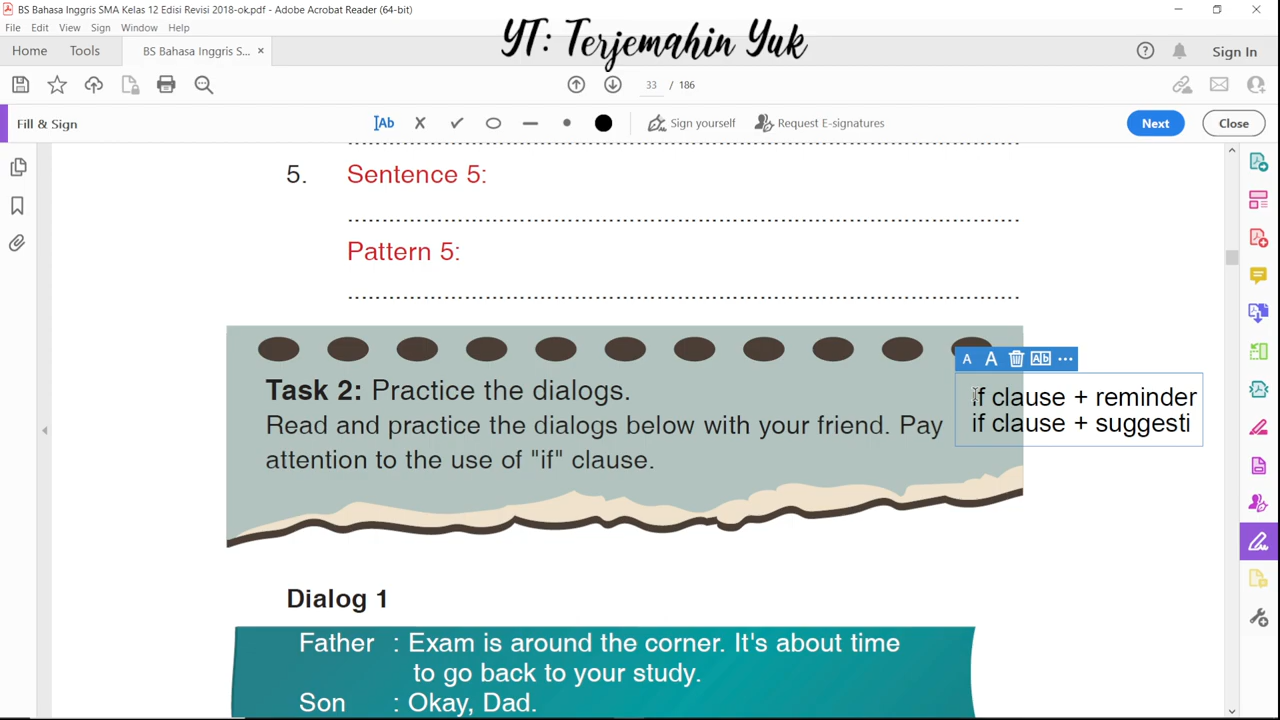 BS Bahasa Inggris SMA Kelas 12 Edisi Revisi 2018-ok.pdf - Adobe Acrobat Reader (64-bit)
YT: Terjemahin Yuk
File Edit View Sign Window Help
Home Tools BS Bahasa Inggris S... × Sign In
33 / 186
Fill & Sign Ab Sign yourself Request E-signatures Next Close
5. Sentence 5:
Pattern 5:
A A Ab
Task 2: Practice the dialogs.
if clause + reminder
Read and practice the dialogs below with your friend. Pay
if clause + suggesti
attention to the use of "if" clause.
Dialog 1
Father : Exam is around the corner. It's about time
to go back to your study.
Son : Okay, Dad.